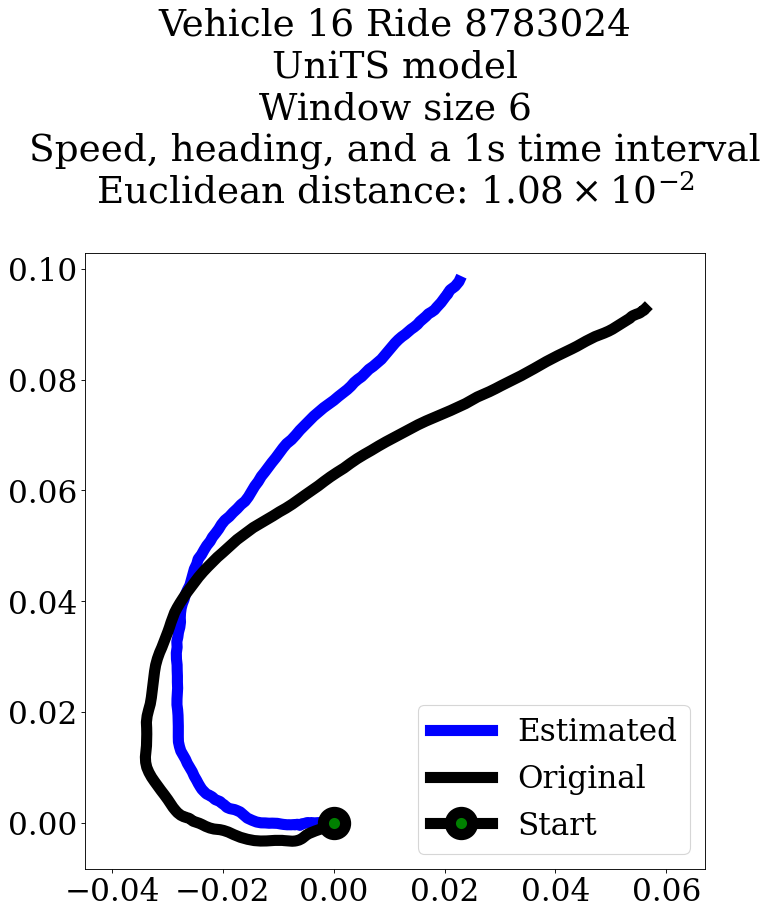 Vehicle 16 Ride 8783024
UniTS model
Window size 6
Speed, heading, and a 1s time interval
Euclidean distance: 1.08 × 10⁻²
0.10
0.08
0.06
0.04
0.02
0.00
Estimated
Original
Start
−0.04 −0.02 0.00 0.02 0.04 0.06